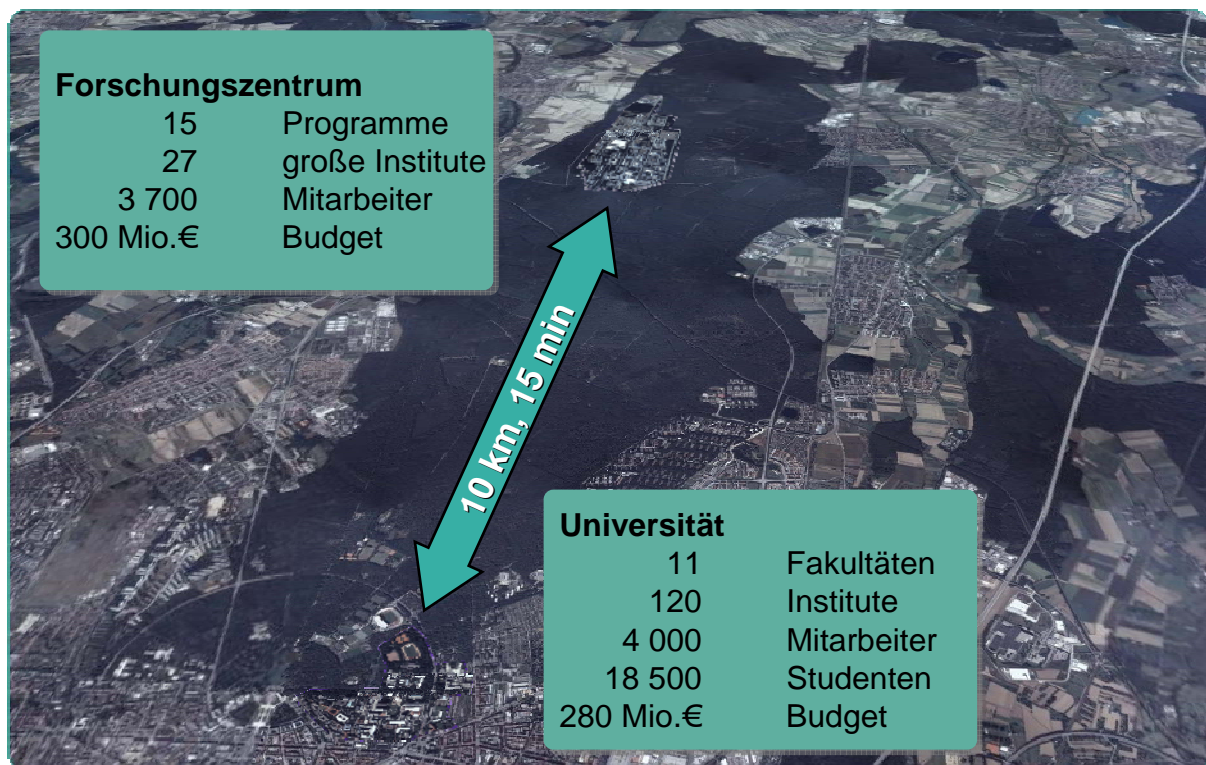 Forschungszentrum
15 Programme
27 große Institute
3 700 Mitarbeiter
300 Mio.€ Budget
10 km, 15 min
Universität
11 Fakultäten
120 Institute
4 000 Mitarbeiter
18 500 Studenten
280 Mio.€ Budget